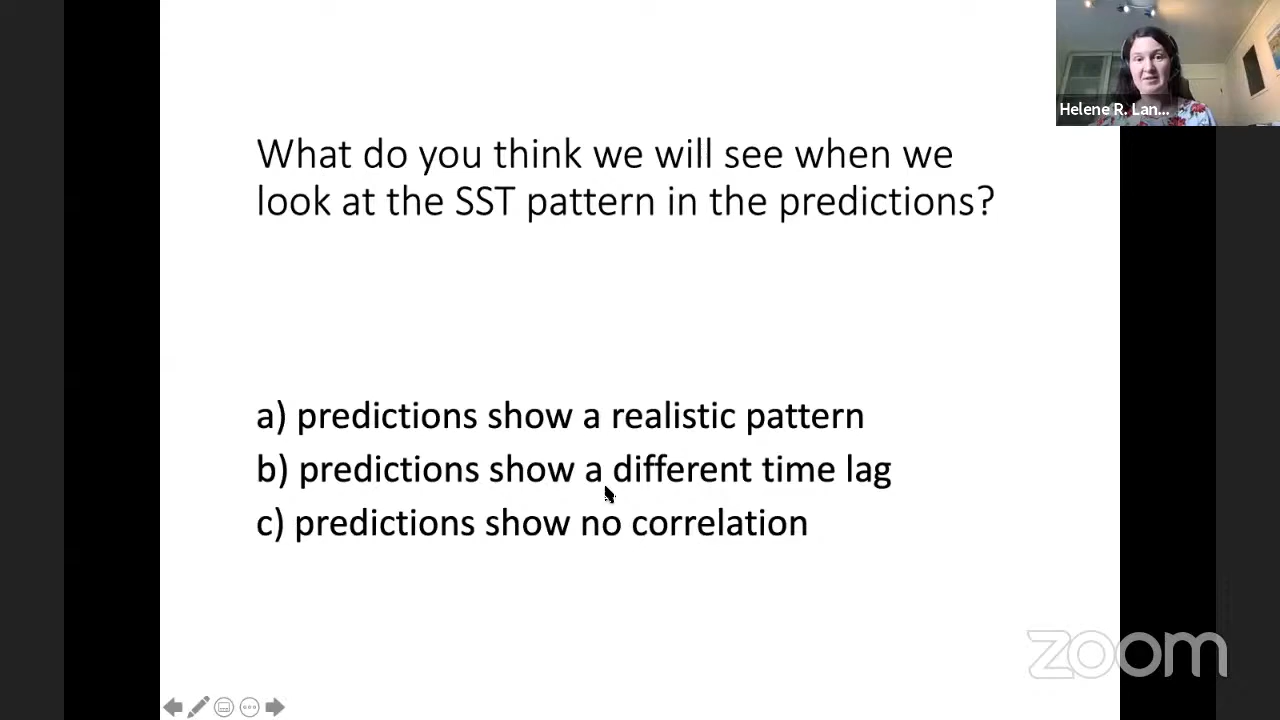 Helene R. Lan...
What do you think we will see when we
look at the SST pattern in the predictions?
a) predictions show a realistic pattern
b) predictions show a different time lag
c) predictions show no correlation
zoom